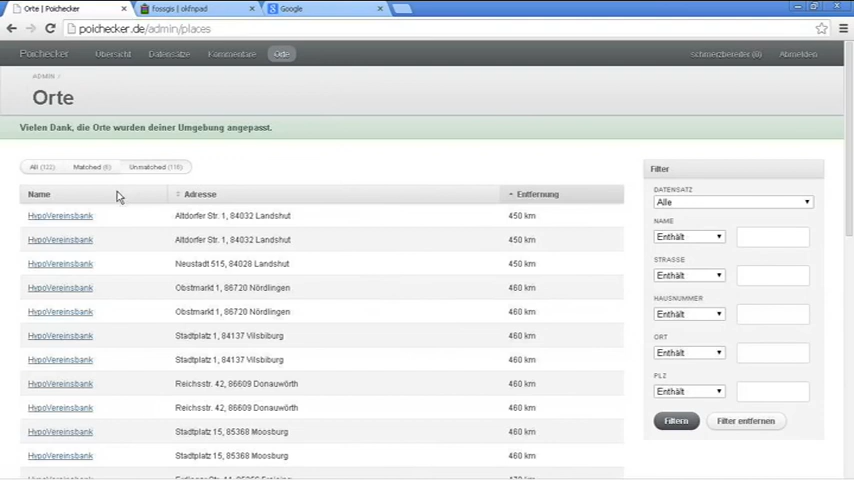 Orte | Poichecker
fossgis | okfnpad
Google
poichecker.de/admin/places
Poichecker
Übersicht
Datensätze
Kommentare
Orte
schmerzbereiter (6)
Abmelden
ADMIN /
Orte
Vielen Dank, die Orte wurden deiner Umgebung angepasst.
All (122)
Matched (6)
Unmatched (116)
Name Adresse Entfernung
HypoVereinsbank Altdorfer Str. 1, 84032 Landshut 450 km
HypoVereinsbank Altdorfer Str. 1, 84032 Landshut 450 km
HypoVereinsbank Neustadt 515, 84028 Landshut 450 km
HypoVereinsbank Obstmarkt 1, 86720 Nördlingen 460 km
HypoVereinsbank Obstmarkt 1, 86720 Nördlingen 460 km
HypoVereinsbank Stadtplatz 1, 84137 Vilsbiburg 460 km
HypoVereinsbank Stadtplatz 1, 84137 Vilsbiburg 460 km
HypoVereinsbank Reichsstr. 42, 86609 Donauwörth 460 km
HypoVereinsbank Reichsstr. 42, 86609 Donauwörth 460 km
HypoVereinsbank Stadtplatz 15, 85368 Moosburg 460 km
HypoVereinsbank Stadtplatz 15, 85368 Moosburg 460 km
Filter
DATENSATZ
Alle
NAME
Enthält
STRASSE
Enthält
HAUSNUMMER
Enthält
ORT
Enthält
PLZ
Enthält
Filtern
Filter entfernen